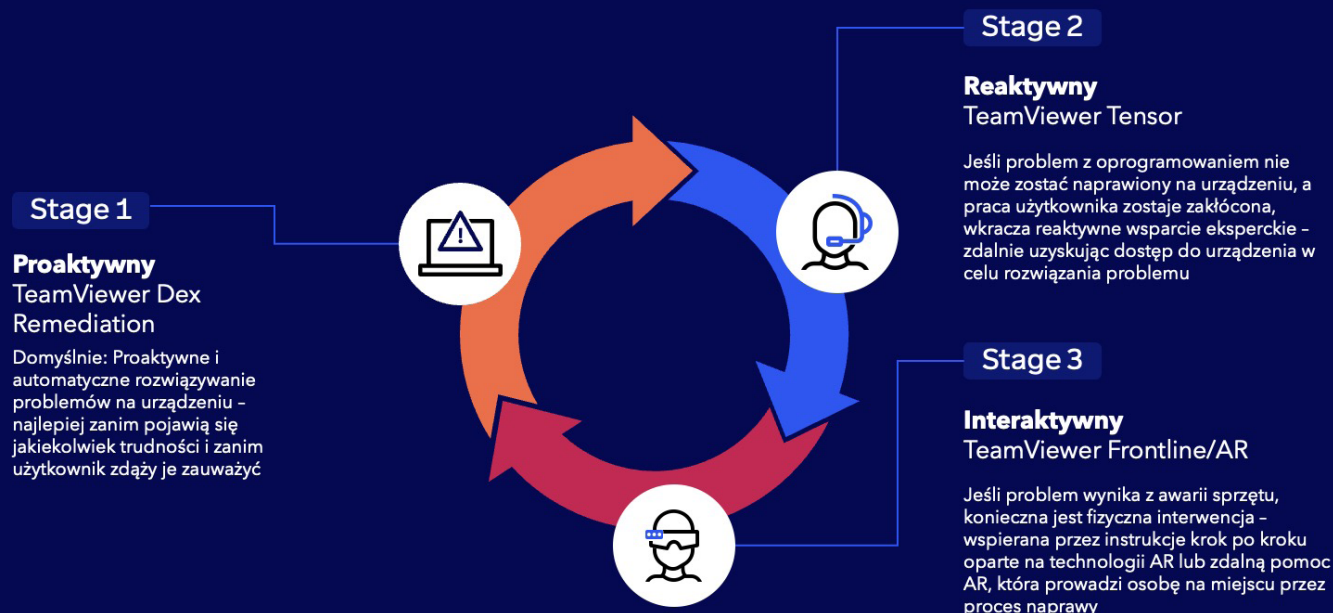 Stage 1
Proaktywny
TeamViewer Dex
Remediation
Domyślnie: Proaktywne i
automatyczne rozwiązywanie
problemów na urządzeniu –
najlepiej zanim pojawią się
jakiekolwiek trudności i zanim
użytkownik zdąży je zauważyć
Stage 2
Reaktywny
TeamViewer Tensor
Jeśli problem z oprogramowaniem nie
może zostać naprawiony na urządzeniu, a
praca użytkownika zostaje zakłócona,
wkracza reaktywne wsparcie eksperckie –
zdalnie uzyskując dostęp do urządzenia w
celu rozwiązania problemu
Stage 3
Interaktywny
TeamViewer Frontline/AR
Jeśli problem wynika z awarii sprzętu,
konieczna jest fizyczna interwencja –
wspierana przez instrukcje krok po kroku
oparte na technologii AR lub zdalną pomoc
AR, która prowadzi osobę na miejscu przez
proces naprawy